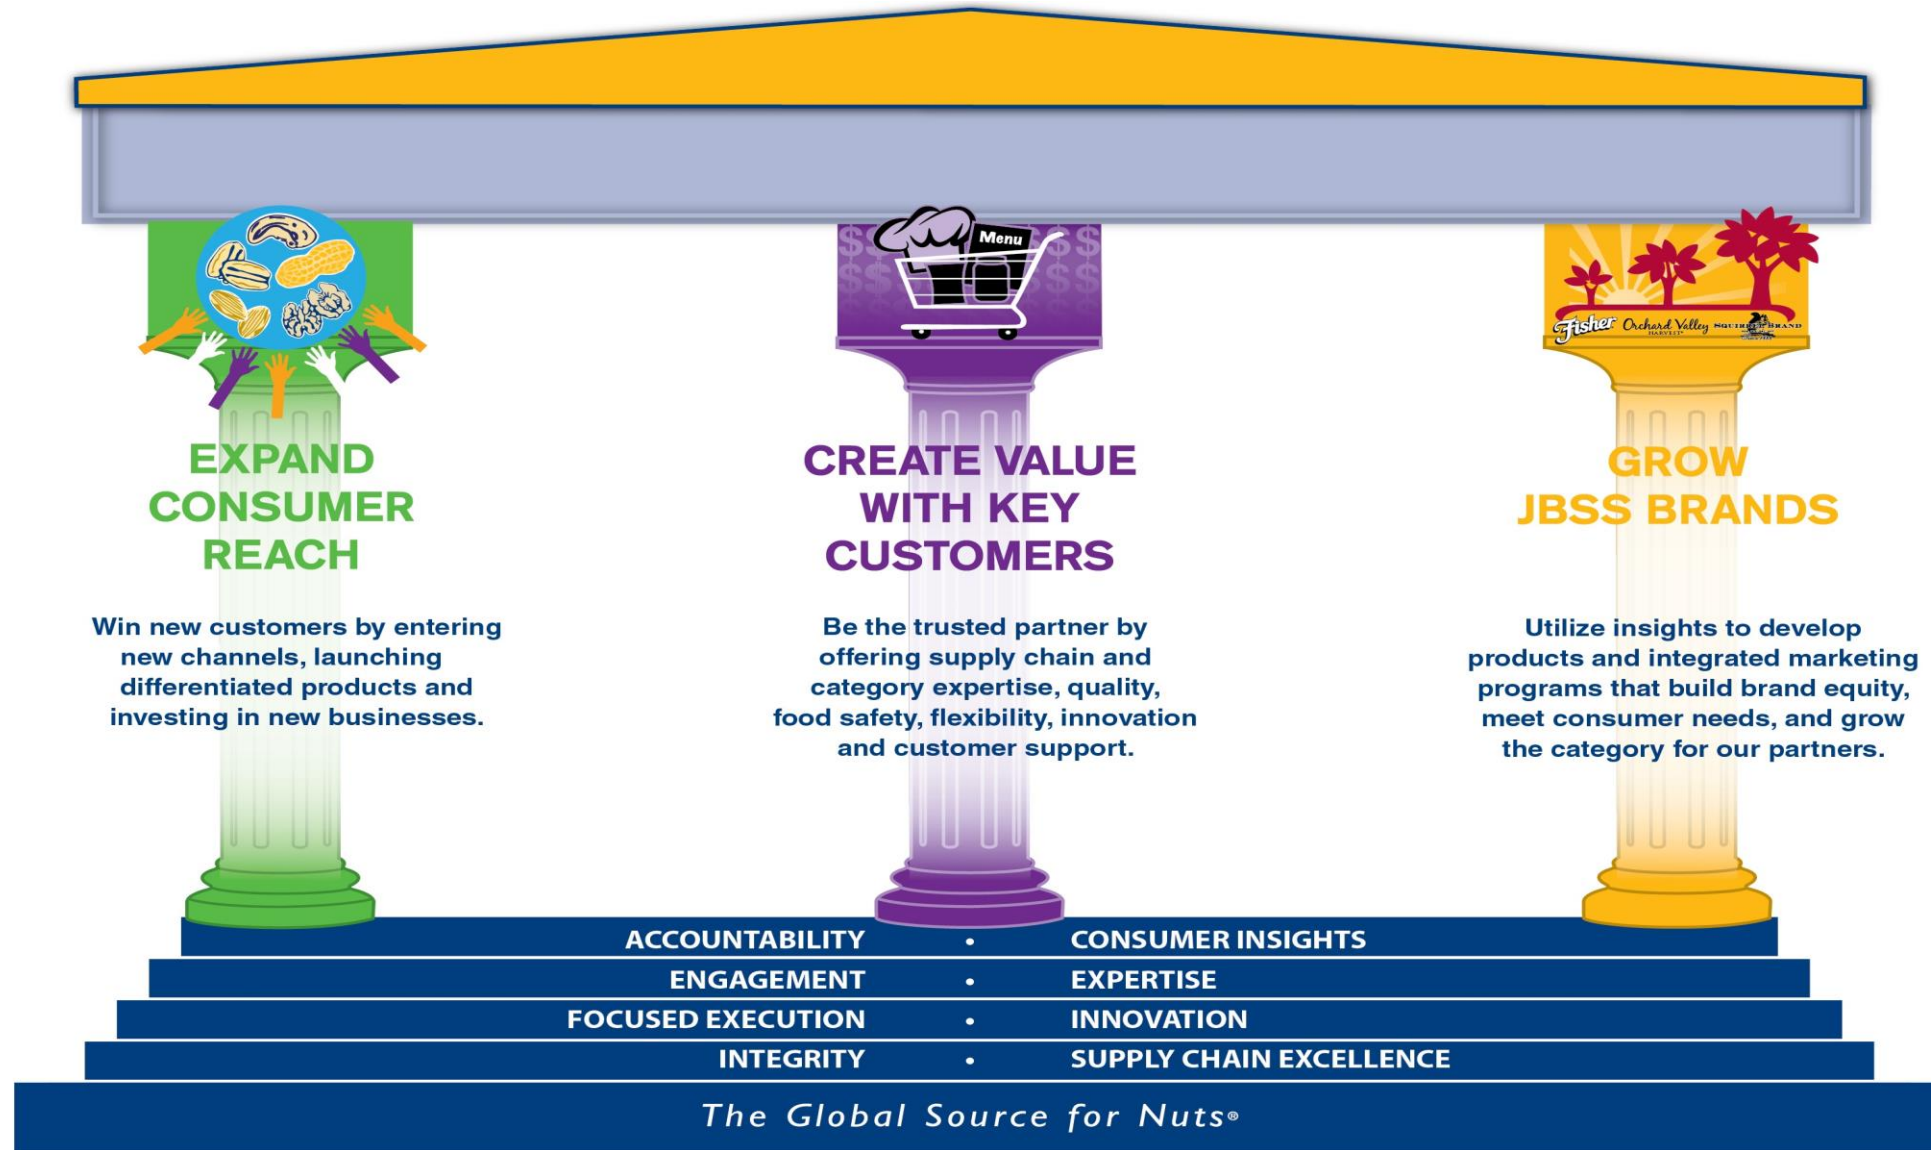 Menu
Fisher
Orchard Valley
HARVEST®
SQUIRREL BRAND
EXPAND
CONSUMER
REACH
Win new customers by entering
new channels, launching
differentiated products and
investing in new businesses.
CREATE VALUE
WITH KEY
CUSTOMERS
Be the trusted partner by
offering supply chain and
category expertise, quality,
food safety, flexibility, innovation
and customer support.
GROW
JBSS BRANDS
Utilize insights to develop
products and integrated marketing
programs that build brand equity,
meet consumer needs, and grow
the category for our partners.
ACCOUNTABILITY • CONSUMER INSIGHTS
ENGAGEMENT • EXPERTISE
FOCUSED EXECUTION • INNOVATION
INTEGRITY • SUPPLY CHAIN EXCELLENCE
The Global Source for Nuts®